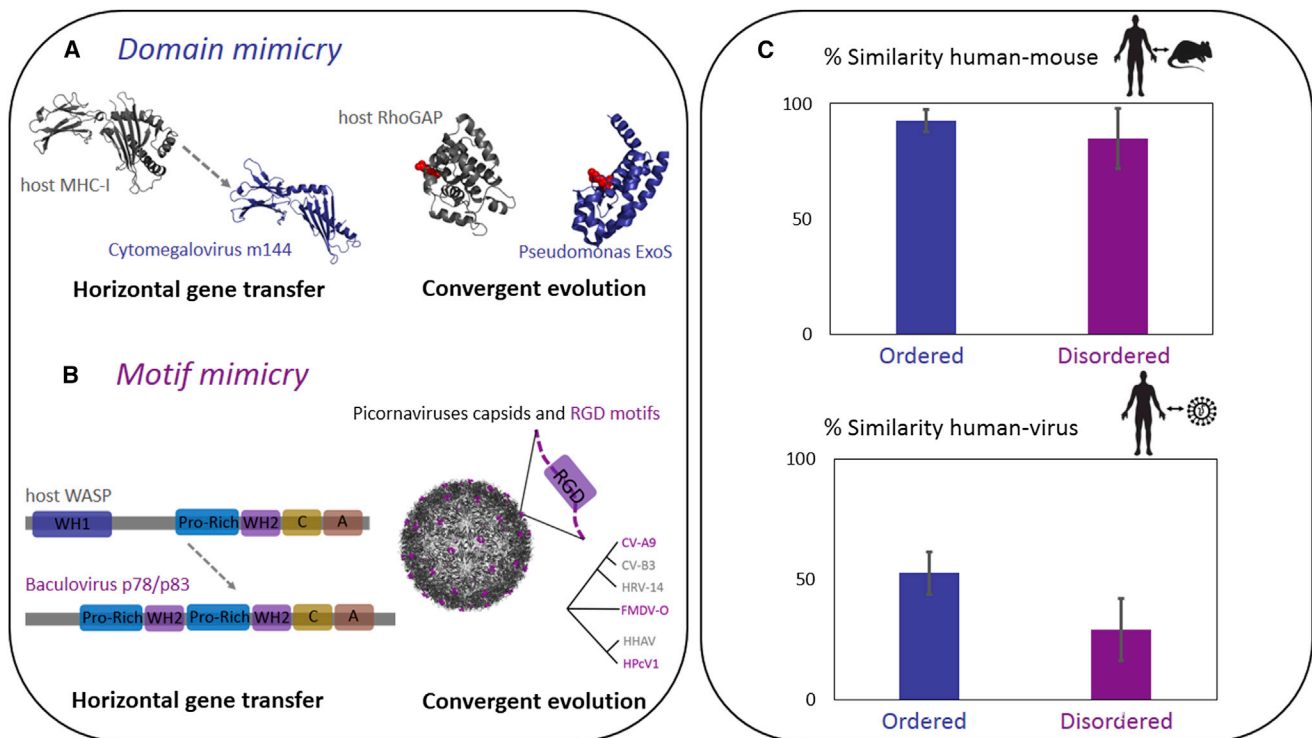 A Domain mimicry
host MHC-I
Cytomegalovirus m144
Horizontal gene transfer
host RhoGAP
Pseudomonas ExoS
Convergent evolution
B Motif mimicry
host WASP
WH1 Pro-Rich WH2 C A
Baculovirus p78/p83
Pro-Rich WH2 Pro-Rich WH2 C A
Horizontal gene transfer
Picornaviruses capsids and RGD motifs
RGD
CV-A9
CV-B3
HRV-14
FMDV-O
HHAV
HPcV1
Convergent evolution
C
% Similarity human-mouse
100
50
0
Ordered Disordered
% Similarity human-virus
100
50
0
Ordered Disordered